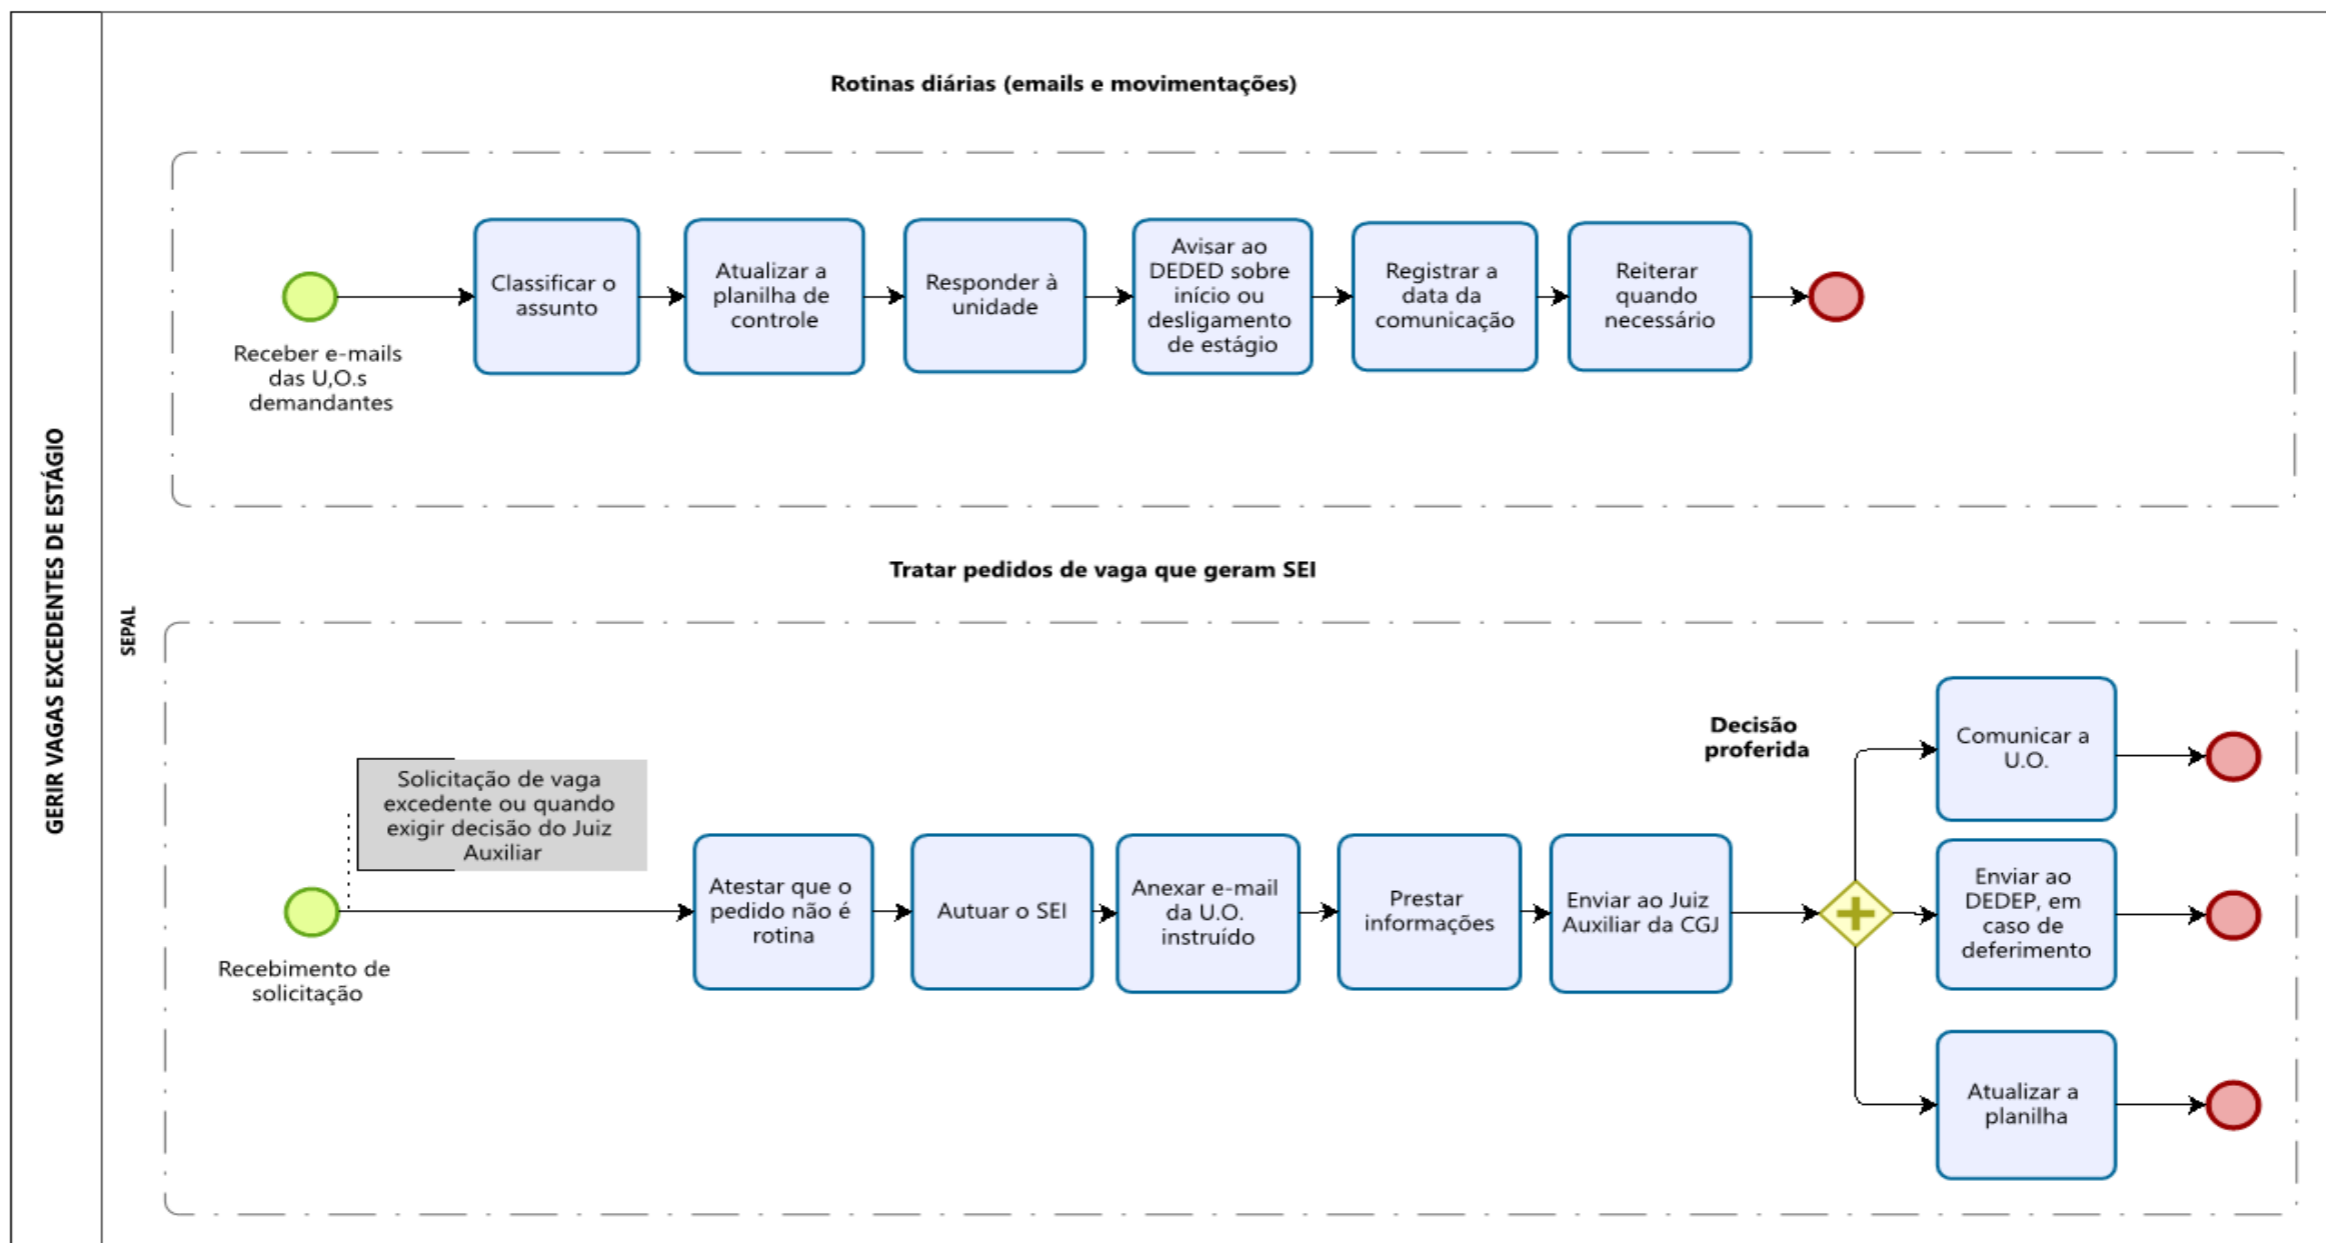 GERIR VAGAS EXCEDENTES DE ESTÁGIO
SEPAL
Rotinas diárias (emails e movimentações)
Receber e-mails
das U,O.s
demandantes
Classificar o
assunto
Atualizar a
planilha de
controle
Responder à
unidade
Avisar ao
DEDED sobre
início ou
desligamento
de estágio
Registrar a
data da
comunicação
Reiterar
quando
necessário
Tratar pedidos de vaga que geram SEI
Solicitação de vaga
excedente ou quando
exigir decisão do Juiz
Auxiliar
Recebimento de
solicitação
Atestar que o
pedido não é
rotina
Autuar o SEI
Anexar e-mail
da U.O.
instruído
Prestar
informações
Enviar ao Juiz
Auxiliar da CGJ
Decisão
proferida
Comunicar a
U.O.
Enviar ao
DEDEP, em
caso de
deferimento
Atualizar a
planilha